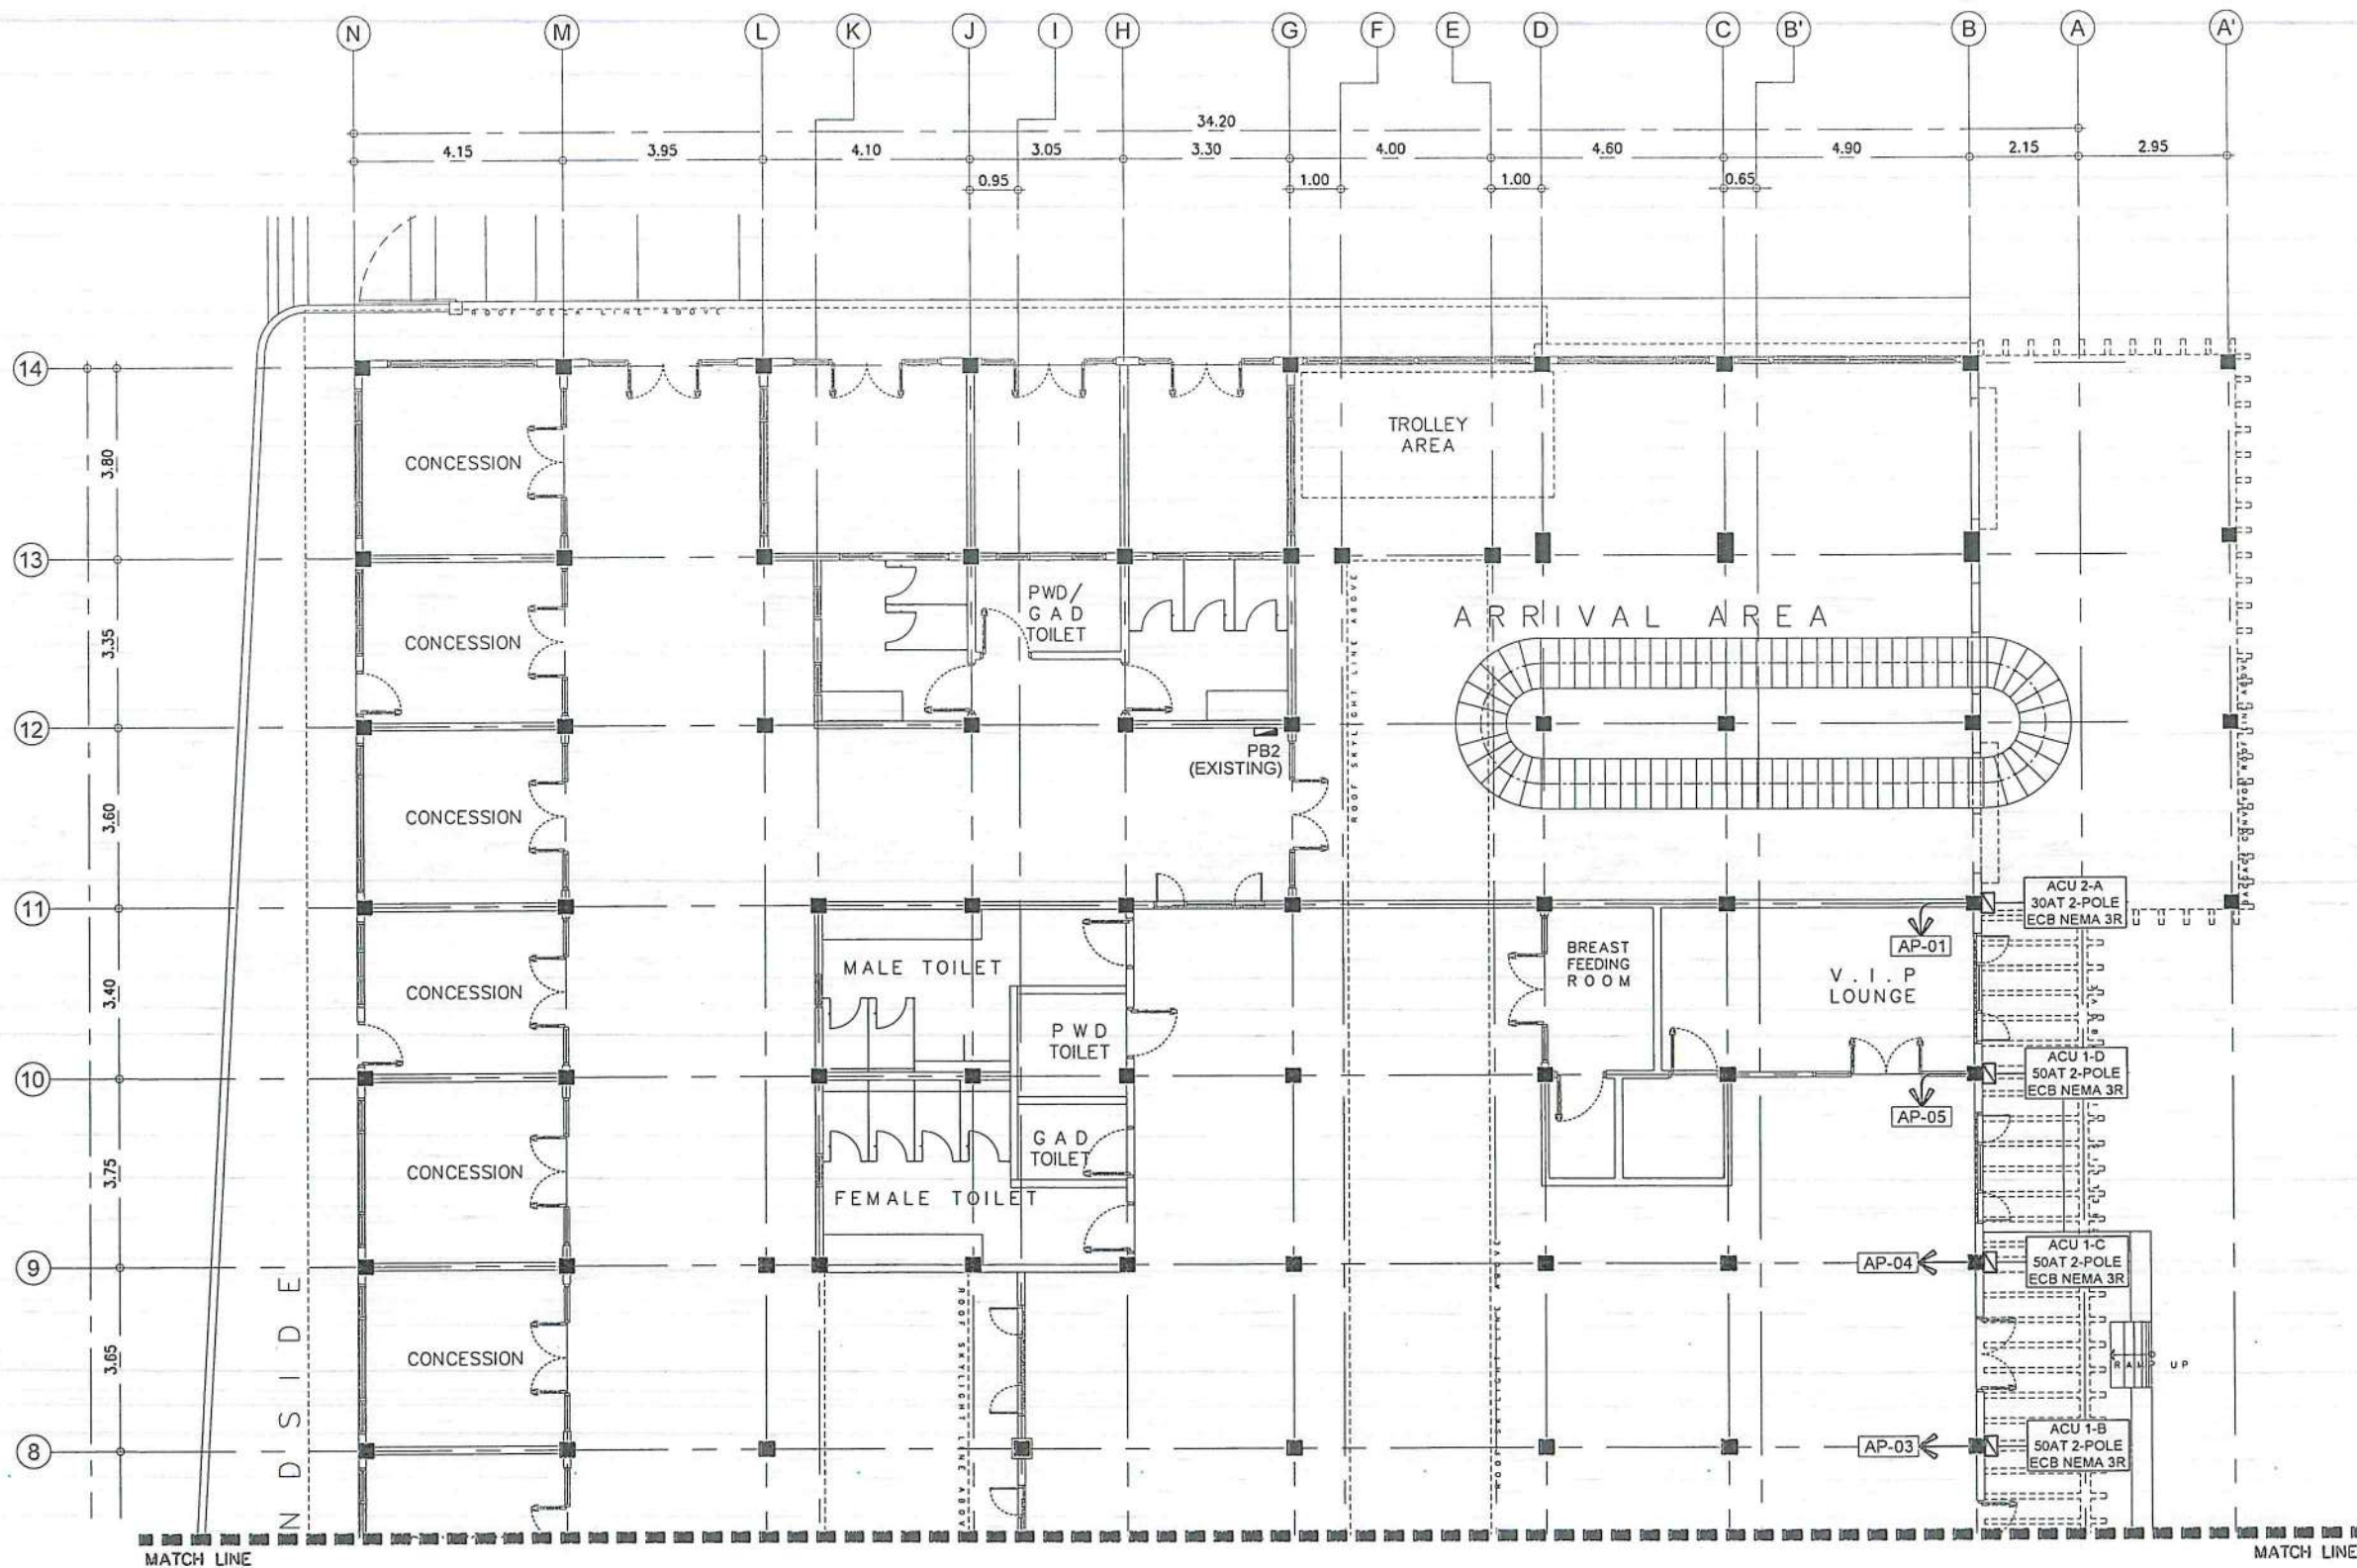 N M L K J I H G F E D C B' B A A'
34.20
4.15 3.95 4.10 3.05 3.30 4.00 4.60 4.90 2.15 2.95
0.95 1.00 1.00 0.65
ROOF DECK LINE ABOVE
14
3.80
CONCESSION
TROLLEY
AREA
13
3.35
CONCESSION
PWD/
GAD
TOILET
ARRIVAL AREA
ROOF SKYLIGHT LINE ABOVE
12
PB2
(EXISTING)
3.60
CONCESSION
11
ACU 2-A
30AT 2-POLE
ECB NEMA 3R
AP-01
3.40
CONCESSION
MALE TOILET
BREAST
FEEDING
ROOM
V.I.P
LOUNGE
PWD
TOILET
10
ACU 1-D
50AT 2-POLE
ECB NEMA 3R
AP-05
3.75
CONCESSION
GAD
TOILET
FEMALE TOILET
9
ACU 1-C
50AT 2-POLE
ECB NEMA 3R
AP-04
3.65
CONCESSION
ROOF SKYLIGHT LINE ABOV
RAMP UP
NDSIDE
8
ACU 1-B
50AT 2-POLE
ECB NEMA 3R
AP-03
MATCH LINE
MATCH LINE